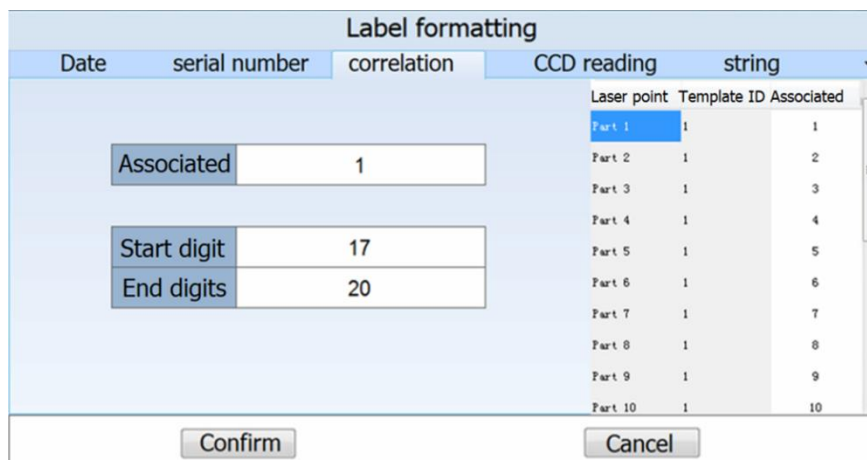 Label formatting
Date serial number correlation CCD reading string
Laser point Template ID Associated
Part 1 1 1
Part 2 1 2
Part 3 1 3
Part 4 1 4
Part 5 1 5
Part 6 1 6
Part 7 1 7
Part 8 1 8
Part 9 1 9
Part 10 1 10
Associated 1
Start digit 17
End digits 20
Confirm Cancel